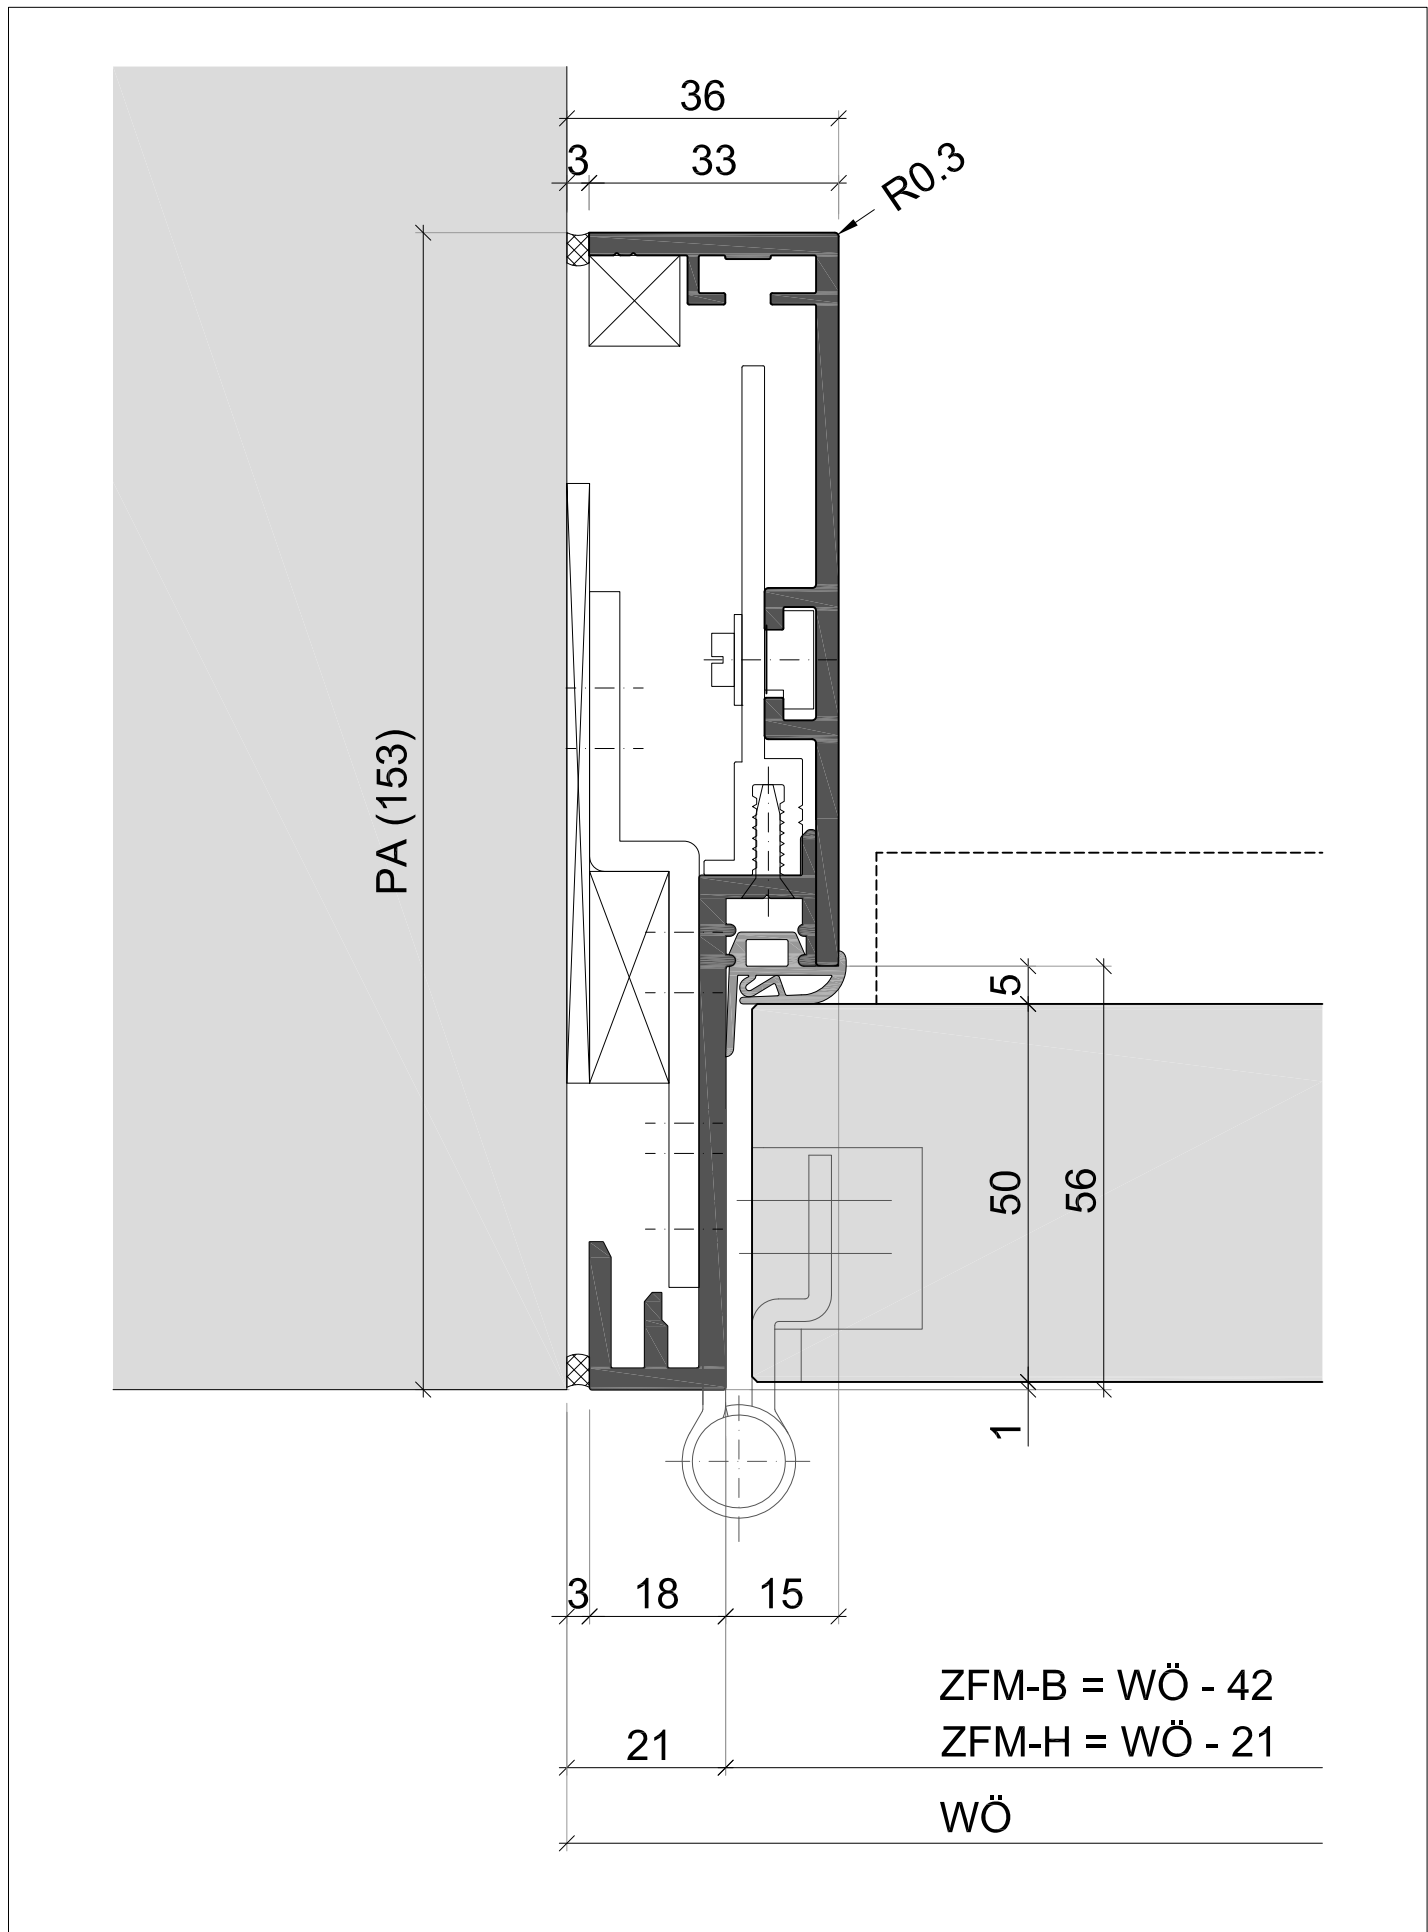 36
3
33
R0.3
PA (153)
5
50
56
1
3
18
15
ZFM-B = WÖ - 42
21
ZFM-H = WÖ - 21
WÖ